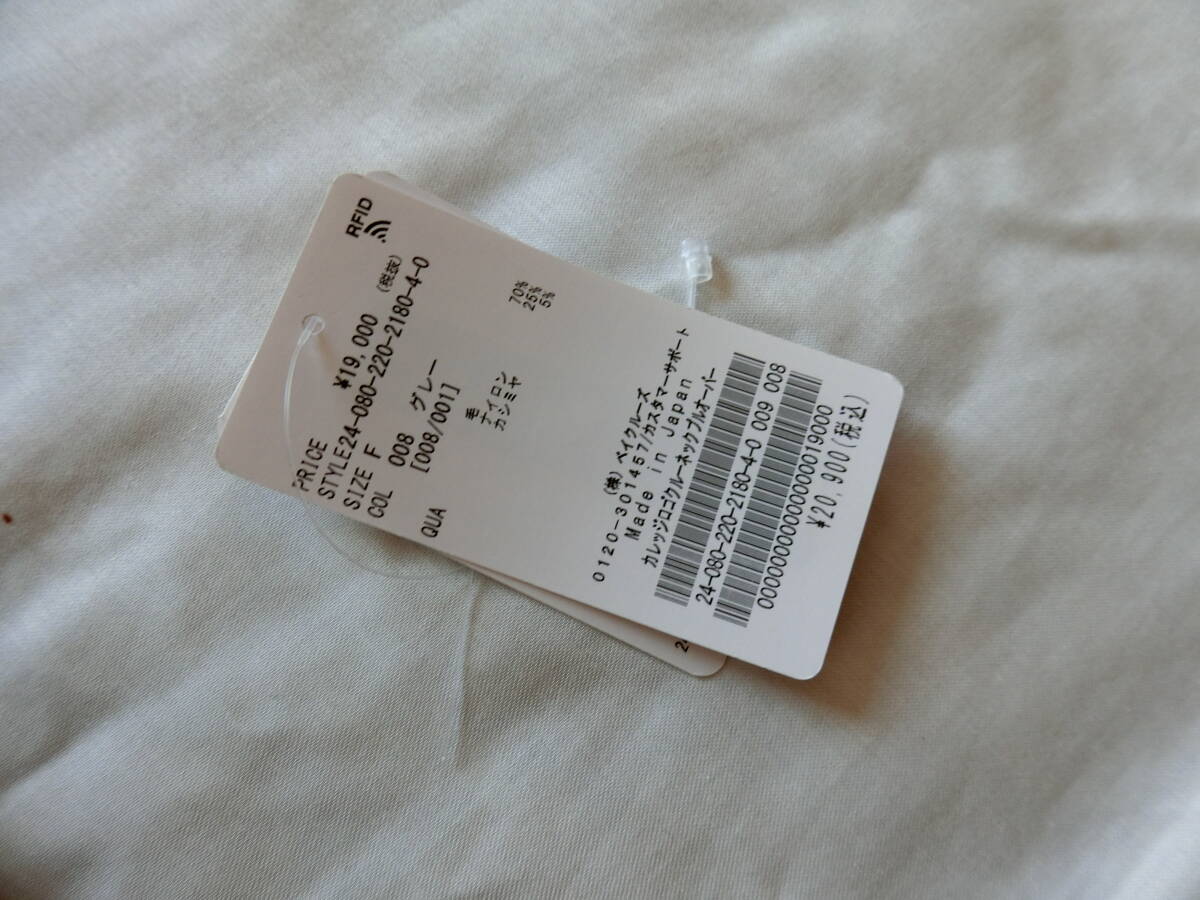 RFID
PRICE ¥19,000 (税抜)
STYLE24-080-220-2180-4-0
SIZE F
COL 008 グレー
[008/001]
QUA 毛 70%
ナイロン 25%
カシミヤ 5%
(株) ベイクルーズ
0120-301457/カスタマーサポート
Made in Japan
カレッジロゴクルーネックプルオーバー
24-080-220-2180-4-0 009 008
¥20,900(税込)